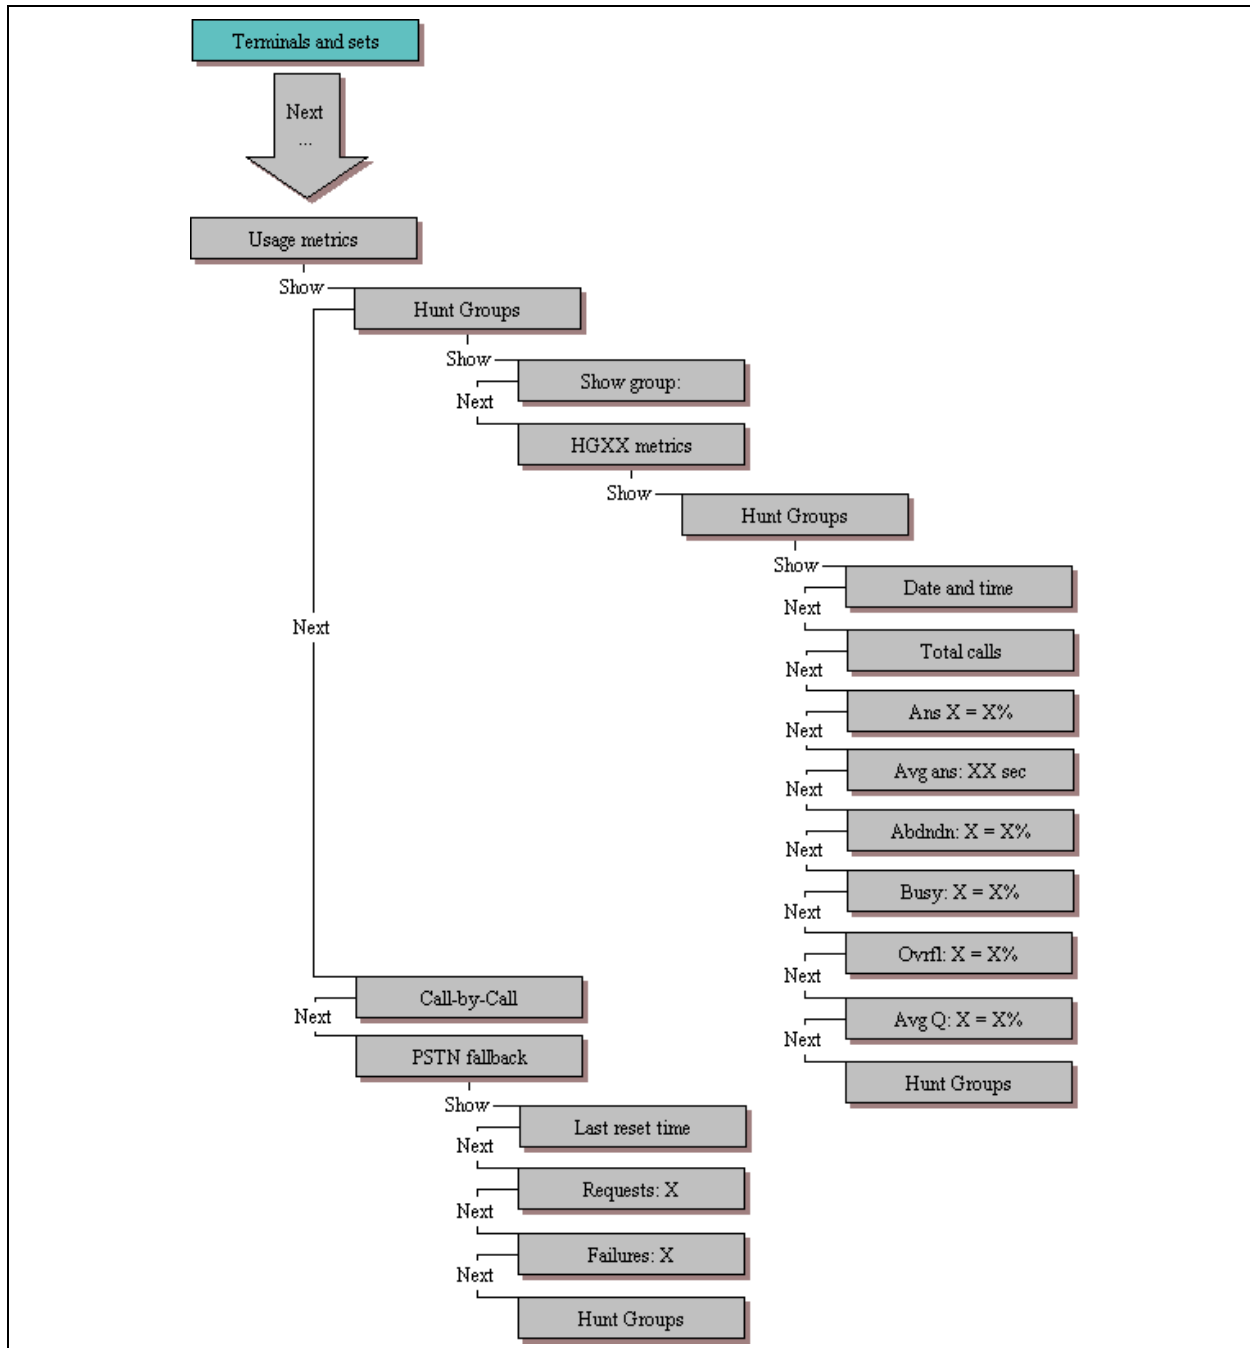 Terminals and sets
Next
...
Usage metrics
Show
Hunt Groups
Show
Show group:
Next
HGXX metrics
Show
Hunt Groups
Show
Date and time
Next
Next
Total calls
Next
Ans X = X%
Next
Avg ans: XX sec
Next
Abdndn: X = X%
Next
Busy: X = X%
Next
Ovrfl: X = X%
Next
Avg Q: X = X%
Next
Hunt Groups
Call-by-Call
Next
PSTN fallback
Show
Last reset time
Next
Requests: X
Next
Failures: X
Next
Hunt Groups